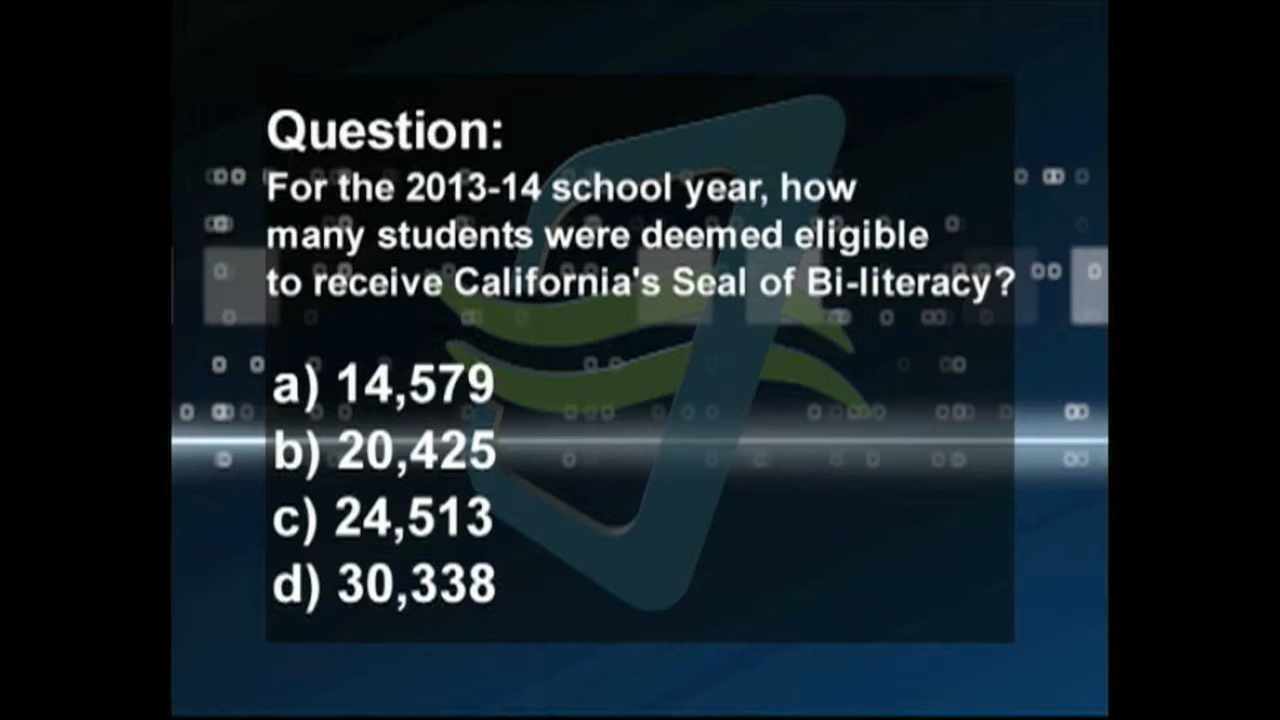 Question:
For the 2013-14 school year, how
many students were deemed eligible
to receive California's Seal of Bi-literacy?
a) 14,579
b) 20,425
c) 24,513
d) 30,338